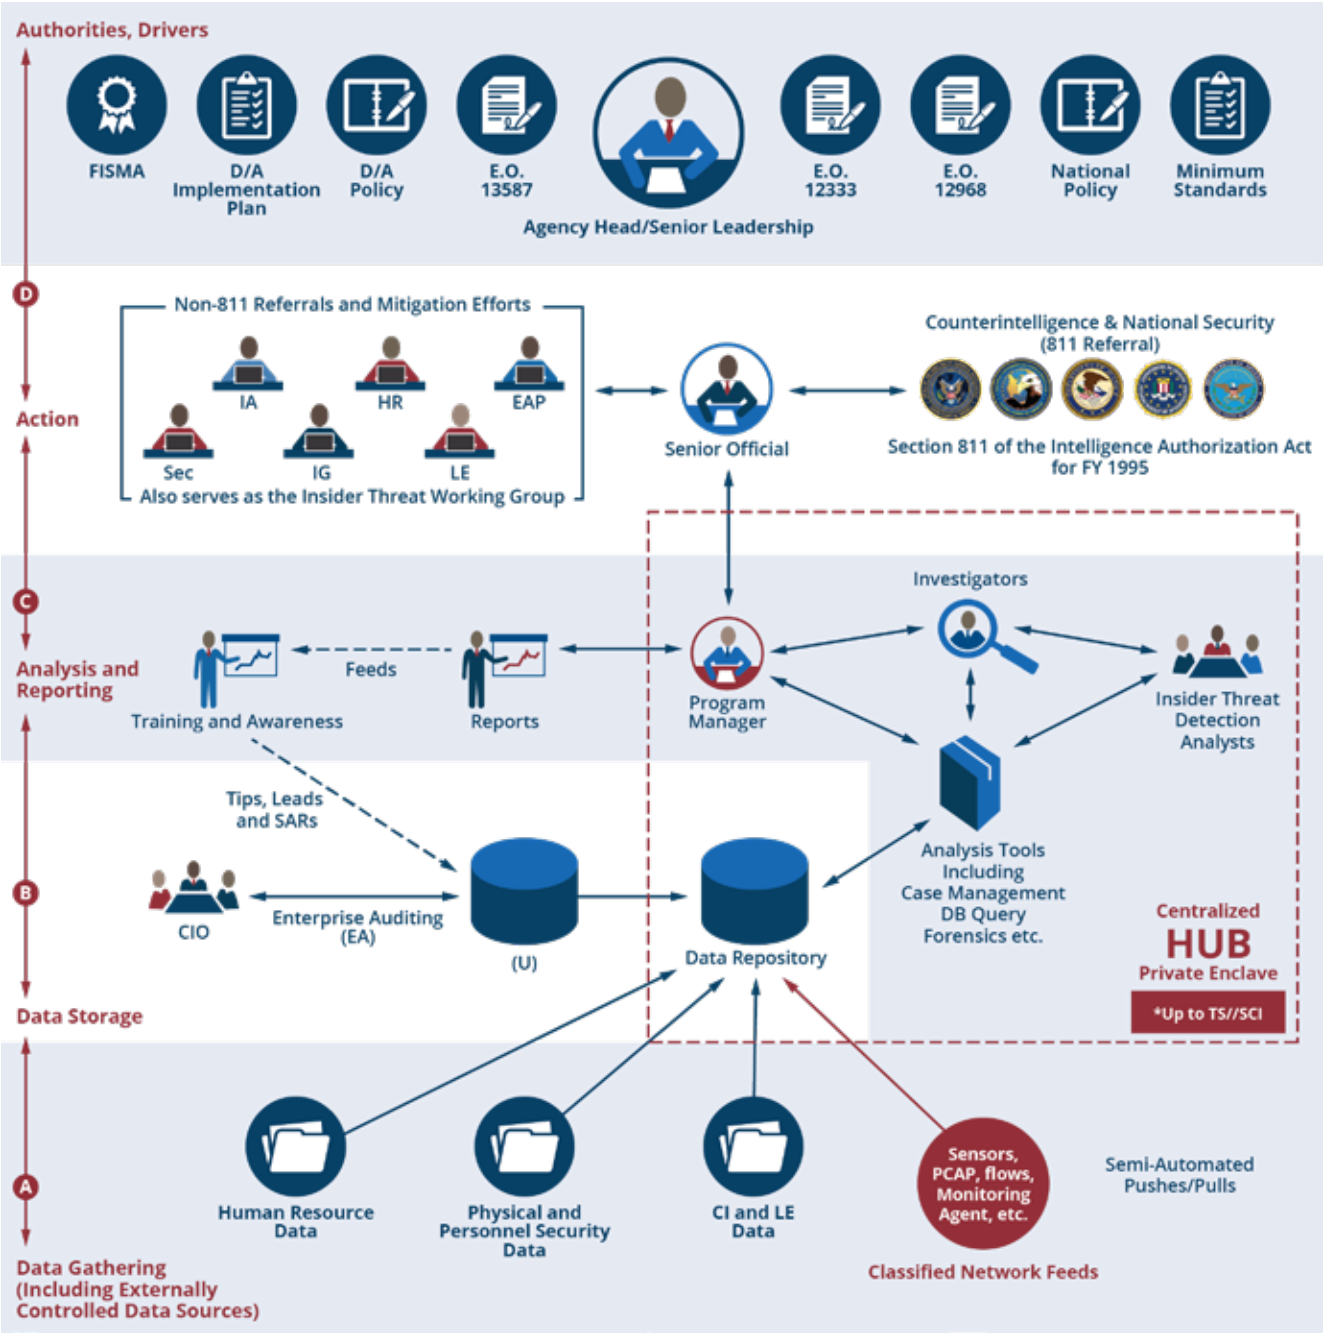 Authorities, Drivers
FISMA
D/A
Implementation
Plan
D/A
Policy
E.O.
13587
Agency Head/Senior Leadership
E.O.
12333
E.O.
12968
National
Policy
Minimum
Standards
D
Non-811 Referrals and Mitigation Efforts
IA
HR
EAP
Sec
IG
LE
Also serves as the Insider Threat Working Group
Senior Official
Counterintelligence & National Security
(811 Referral)
Section 811 of the Intelligence Authorization Act
for FY 1995
Action
C
Analysis and
Reporting
Training and Awareness
Feeds
Reports
Program
Manager
Investigators
Insider Threat
Detection
Analysts
Tips, Leads
and SARs
B
CIO
Enterprise Auditing
(EA)
(U)
Data Repository
Analysis Tools
Including
Case Management
DB Query
Forensics etc.
Centralized
HUB
Private Enclave
*Up to TS//SCI
Data Storage
A
Human Resource
Data
Physical and
Personnel Security
Data
CI and LE
Data
Sensors,
PCAP, flows,
Monitoring
Agent, etc.
Classified Network Feeds
Semi-Automated
Pushes/Pulls
Data Gathering
(Including Externally
Controlled Data Sources)